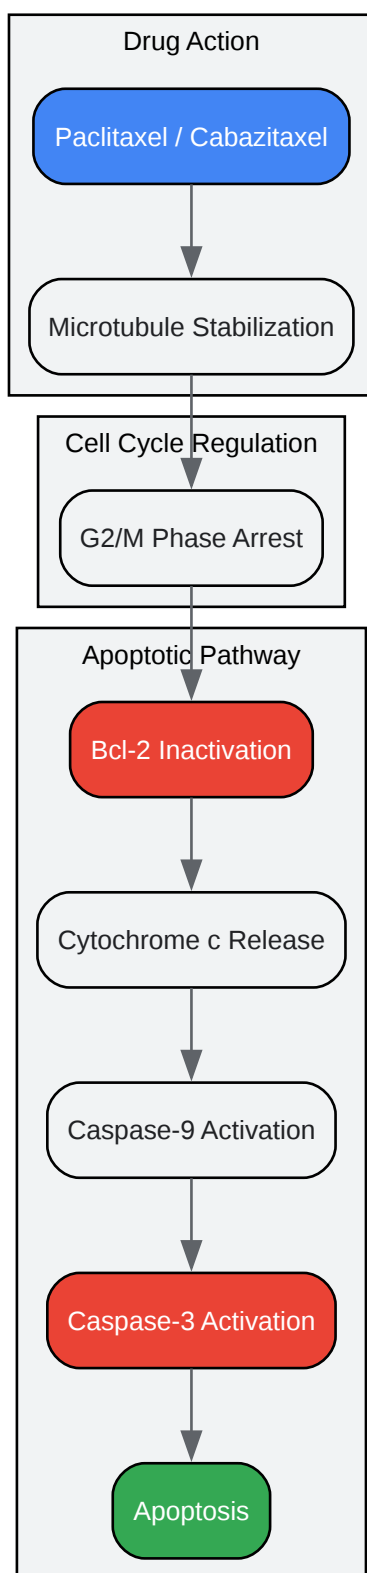 Drug Action
Paclitaxel / Cabazitaxel
Microtubule Stabilization
Cell Cycle Regulation
G2/M Phase Arrest
Apoptotic Pathway
Bcl-2 Inactivation
Cytochrome c Release
Caspase-9 Activation
Caspase-3 Activation
Apoptosis